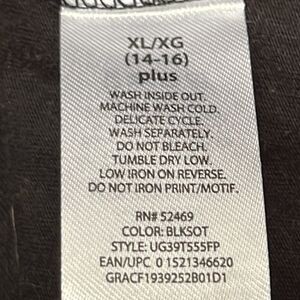 XL/XG
(14-16)
plus
WASH INSIDE OUT.
MACHINE WASH COLD.
DELICATE CYCLE.
WASH SEPARATELY.
DO NOT BLEACH.
TUMBLE DRY LOW.
LOW IRON ON REVERSE.
DO NOT IRON PRINT/MOTIF.
RN# 52469
COLOR: BLKSOT
STYLE: UG39T555FP
EAN/UPC 0 1521346620
GRACF1939252B01D1